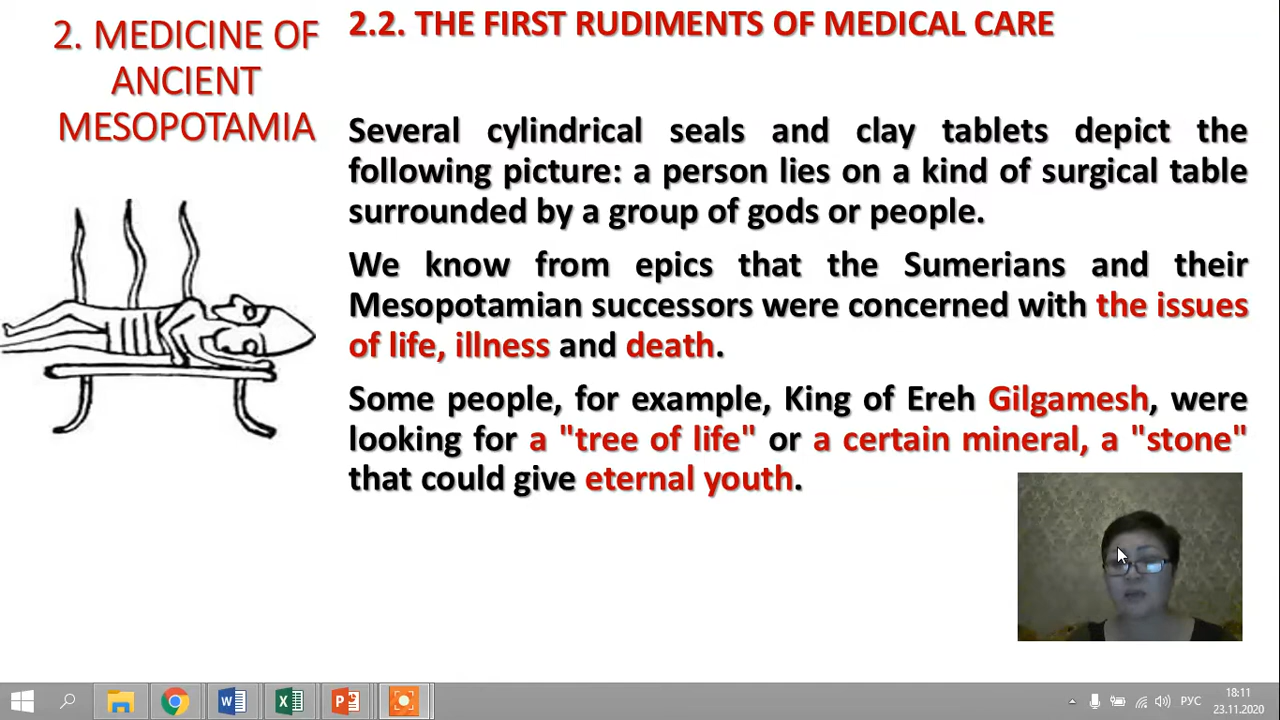 2. MEDICINE OF
ANCIENT
MESOPOTAMIA
2.2. THE FIRST RUDIMENTS OF MEDICAL CARE
Several cylindrical seals and clay tablets depict the
following picture: a person lies on a kind of surgical table
surrounded by a group of gods or people.
We know from epics that the Sumerians and their
Mesopotamian successors were concerned with the issues
of life, illness and death.
Some people, for example, King of Ereh Gilgamesh, were
looking for a "tree of life" or a certain mineral, a "stone"
that could give eternal youth.
РУС
18:11
23.11.2020